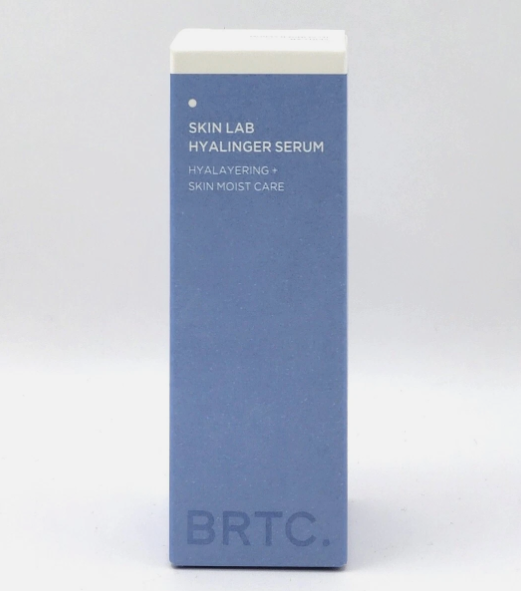 SKIN LAB
HYALINGER SERUM
HYALAYERING +
SKIN MOIST CARE
BRTC.